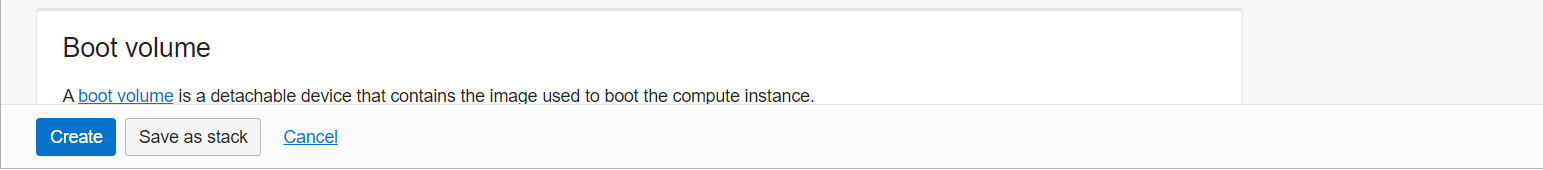 Boot volume
A boot volume is a detachable device that contains the image used to boot the compute instance.
Create Save as stack Cancel